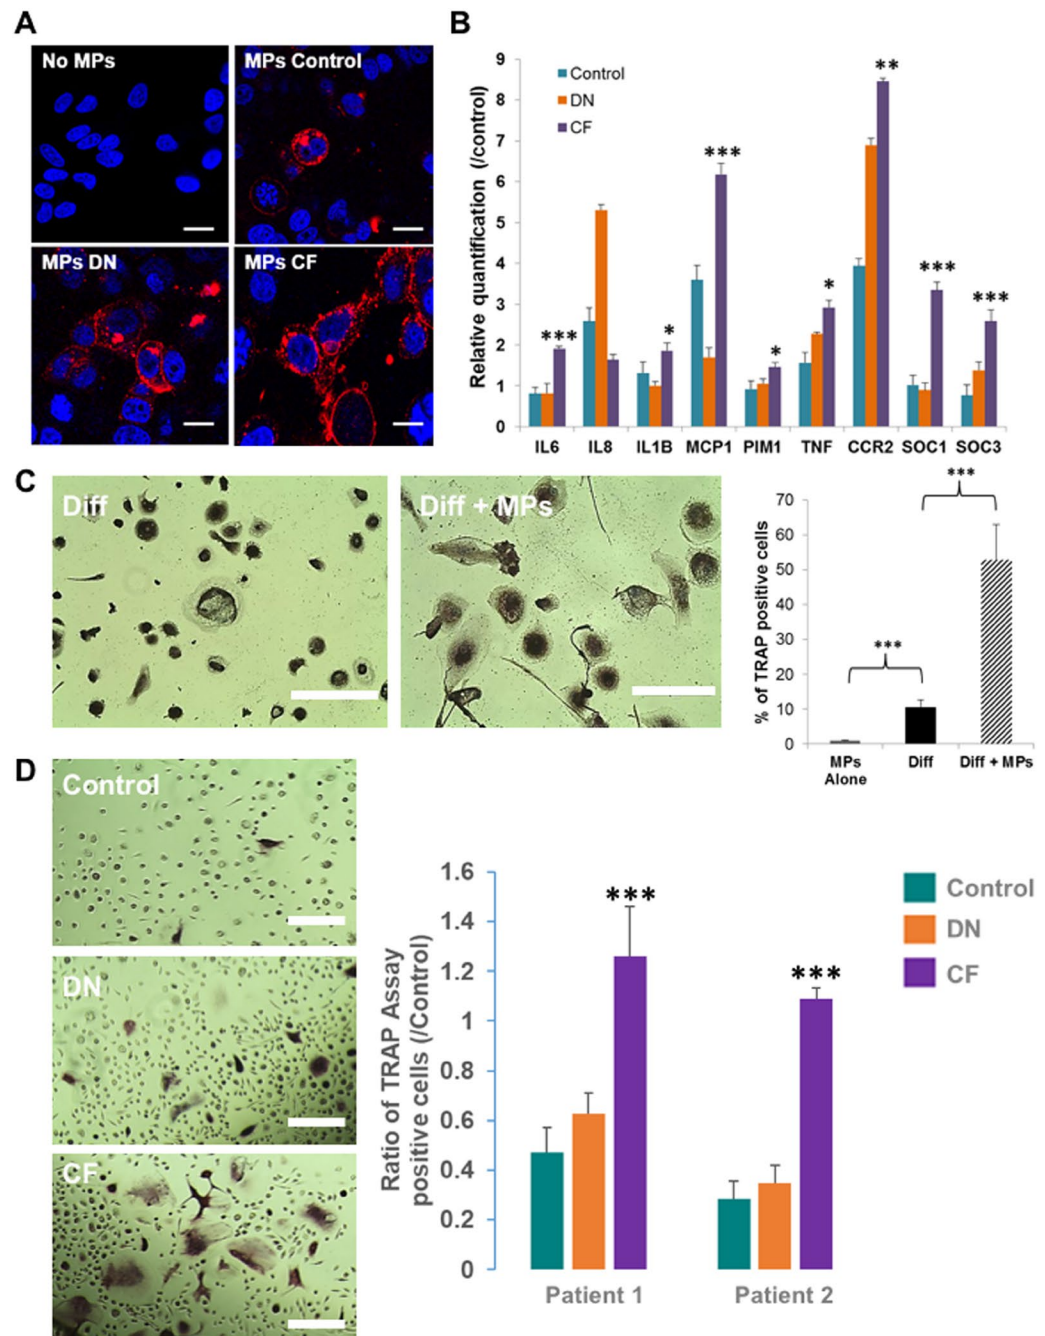 A
No MPs
MPs Control
MPs DN
MPs CF
B
Relative quantification (/control)
9
8
7
6
5
4
3
2
1
0
Control
DN
CF
***
*
***
*
*
**
***
***
IL6 IL8 IL1B MCP1 PIM1 TNF CCR2 SOC1 SOC3
C
Diff
Diff + MPs
% of TRAP positive cells
70
60
50
40
30
20
10
0
***
***
MPs Alone
Diff
Diff + MPs
D
Control
DN
CF
Ratio of TRAP Assay
positive cells (/Control)
1.6
1.4
1.2
1
0.8
0.6
0.4
0.2
0
***
***
Patient 1
Patient 2
Control
DN
CF